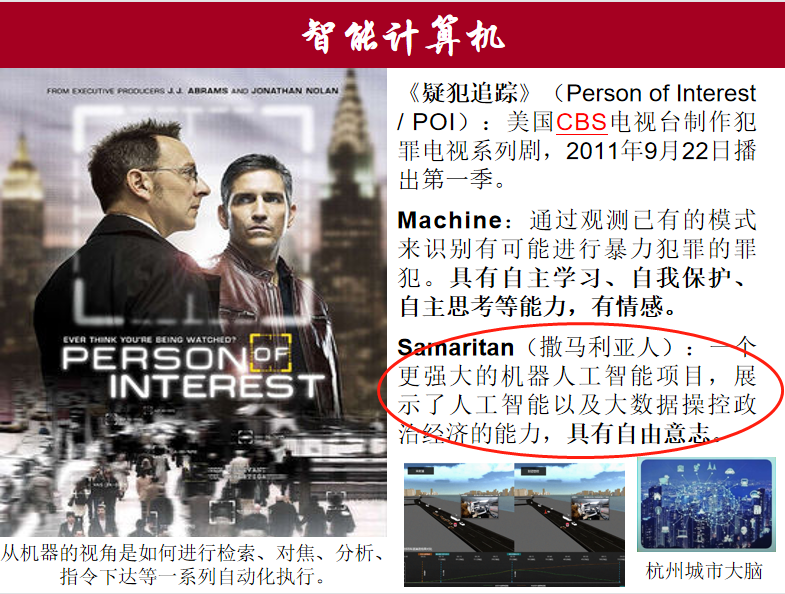 智能计算机
FROM EXECUTIVE PRODUCERS J.J. ABRAMS AND JONATHAN NOLAN
EVER THINK YOU'RE BEING WATCHED?
PERSON OF
INTEREST
从机器的视角是如何进行检索、对焦、分析、
指令下达等一系列自动化执行。
《疑犯追踪》（Person of Interest
/ POI）：美国CBS电视台制作犯
罪电视系列剧，2011年9月22日播
出第一季。
Machine：通过观测已有的模式
来识别有可能进行暴力犯罪的罪
犯。具有自主学习、自我保护、
自主思考等能力，有情感。
Samaritan（撒马利亚人）：一个
更强大的机器人工智能项目，展
示了人工智能以及大数据操控政
治经济的能力，具有自由意志。
杭州城市大脑